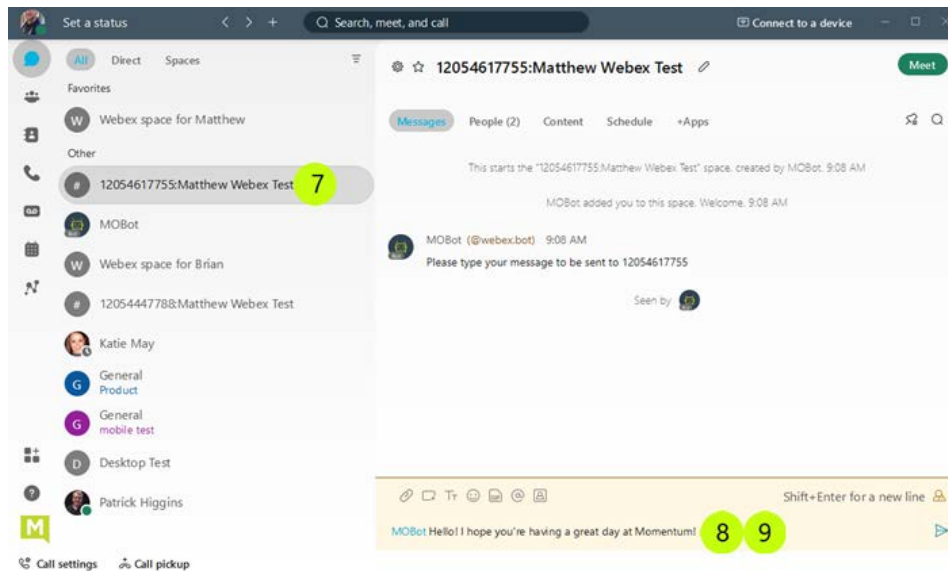 Set a status
Search, meet, and call
Connect to a device
All Direct Spaces
Favorites
W Webex space for Matthew
Other
# 12054617755:Matthew Webex Test 7
MOBot
W Webex space for Brian
# 12054447788:Matthew Webex Test
Katie May
G General
Product
G General
mobile test
D Desktop Test
Patrick Higgins
M
Call settings Call pickup
12054617755:Matthew Webex Test
Meet
Messages People (2) Content Schedule +Apps
This starts the "12054617755:Matthew Webex Test" space, created by MOBot. 9:08 AM
MOBot added you to this space. Welcome. 9:08 AM
MOBot (@webex.bot) 9:08 AM
Please type your message to be sent to 12054617755
Seen by
Shift+Enter for a new line
MOBot Hello! I hope you're having a great day at Momentum! 8 9